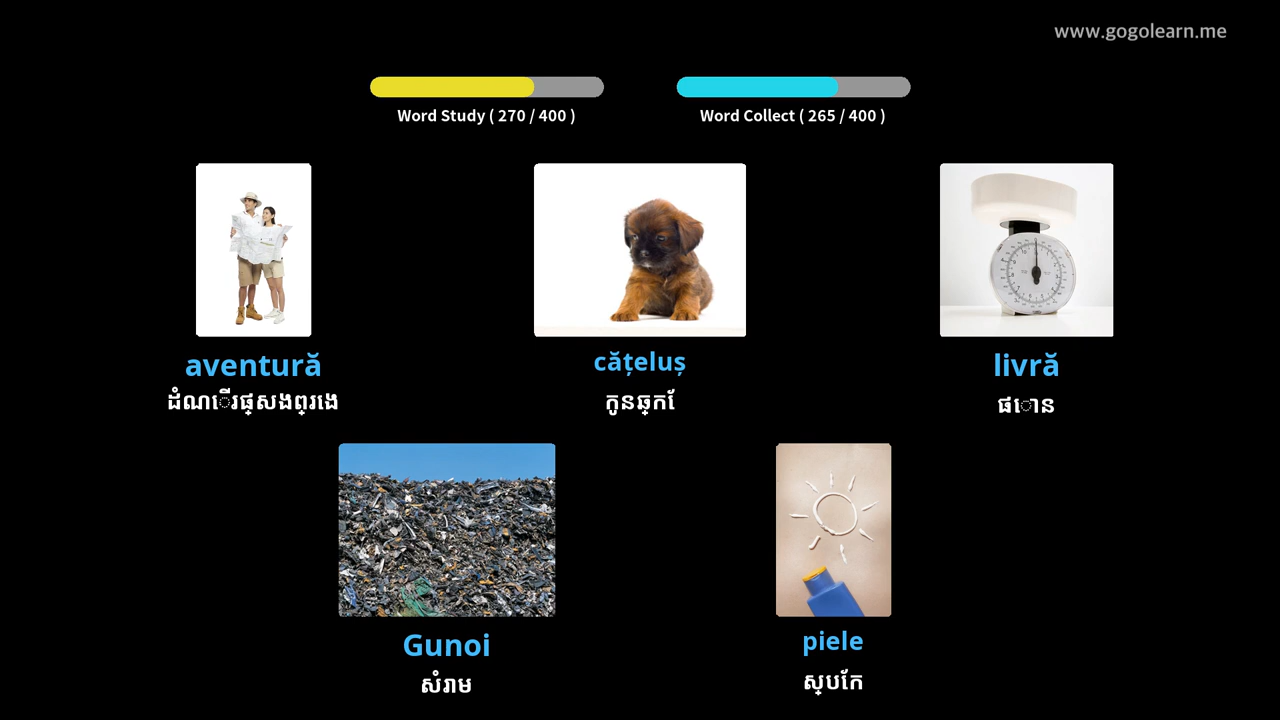 www.gogolearn.me
Word Study ( 270 / 400 )
Word Collect ( 265 / 400 )
aventură
ដំណើរផ្សងព្រេង
cățeluș
កូនឆ្កែ
livră
ផោន
Gunoi
សំរាម
piele
ស្បែក